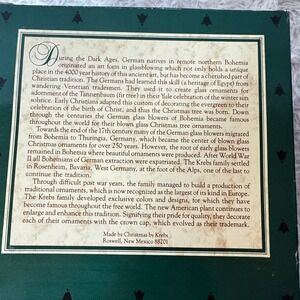 During the Dark Ages, German natives in remote northern Bohemia
originated an art form in glassblowing which not only holds a unique
place in the 4000 year history of this ancient art, but has become a cherished part of
Christian tradition. The Germans had learned this skill (a heritage of Egypt) from
wandering Venetian tradesmen. They used it to create glass ornaments for
adornment of the Tannenbaum (fir tree) in their Yule celebration of the winter sun
solstice. Early Christians adapted this custom of decorating the evergreens to their
celebration of the birth of Christ; and thus the Christmas tree was born. Down
through the centuries the German glass blowers of Bohemia became famous
throughout the world for their blown glass Christmas tree ornaments.
Towards the end of the 17th century many of the German glass blowers migrated
from Bohemia to Thuringia, Germany, which became the center of blown glass
Christmas ornaments for over 250 years. However, the root of early glass blowers
remained in Bohemia where beautiful ornaments were produced. After World War
II all Bohemians of German extraction were expatriated. The Krebs family settled
in Rosenheim, Bavaria, West Germany, at the foot of the Alps, one of the last to
continue the tradition.
Through difficult post war years, the family managed to build a production of
traditional ornaments, which is now recognized as the largest of its kind in Europe.
The Krebs family developed exclusive colors and designs, for which they have
become famous throughout the free world. The new American plant continues to
enlarge and enhance this tradition. Signifying their pride of quality, they decorate
each of their ornaments with the crown cap, which evolved as their trademark.
Made by Christmas by Krebs
Roswell, New Mexico 88201